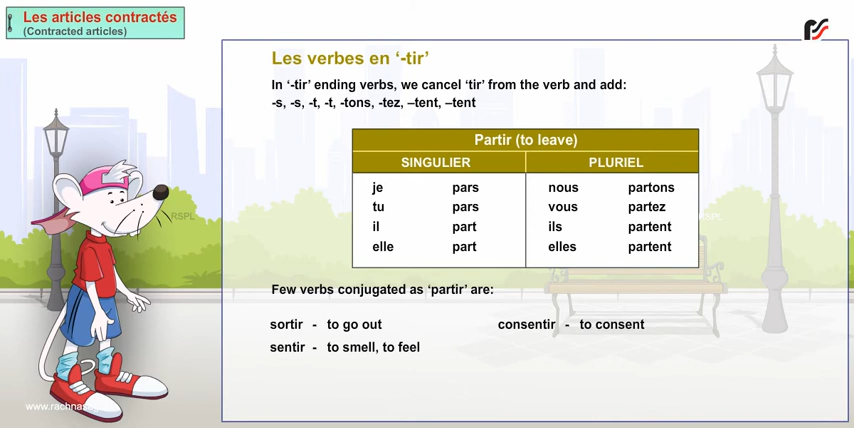 Les articles contractés
(Contracted articles)
Les verbes en ‘-tir’
In ‘-tir’ ending verbs, we cancel ‘tir’ from the verb and add:
-s, -s, -t, -t, -tons, -tez, –tent, –tent
Partir (to leave)
SINGULIER PLURIEL
je pars nous partons
tu pars vous partez
il part ils partent
elle part elles partent
RSPL RSPL
Few verbs conjugated as ‘partir’ are:
sortir - to go out consentir - to consent
sentir - to smell, to feel